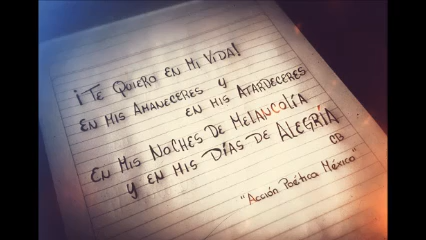 ¡TE QUIERO EN MI VIDA!
EN MIS AMANECERES Y
EN MIS ATARDECERES
EN MIS NOCHES DE MELANCOLÍA
Y EN MIS DÍAS DE ALEGRÍA
CB
"ACCIÓN POÉTICA MÉXICO"